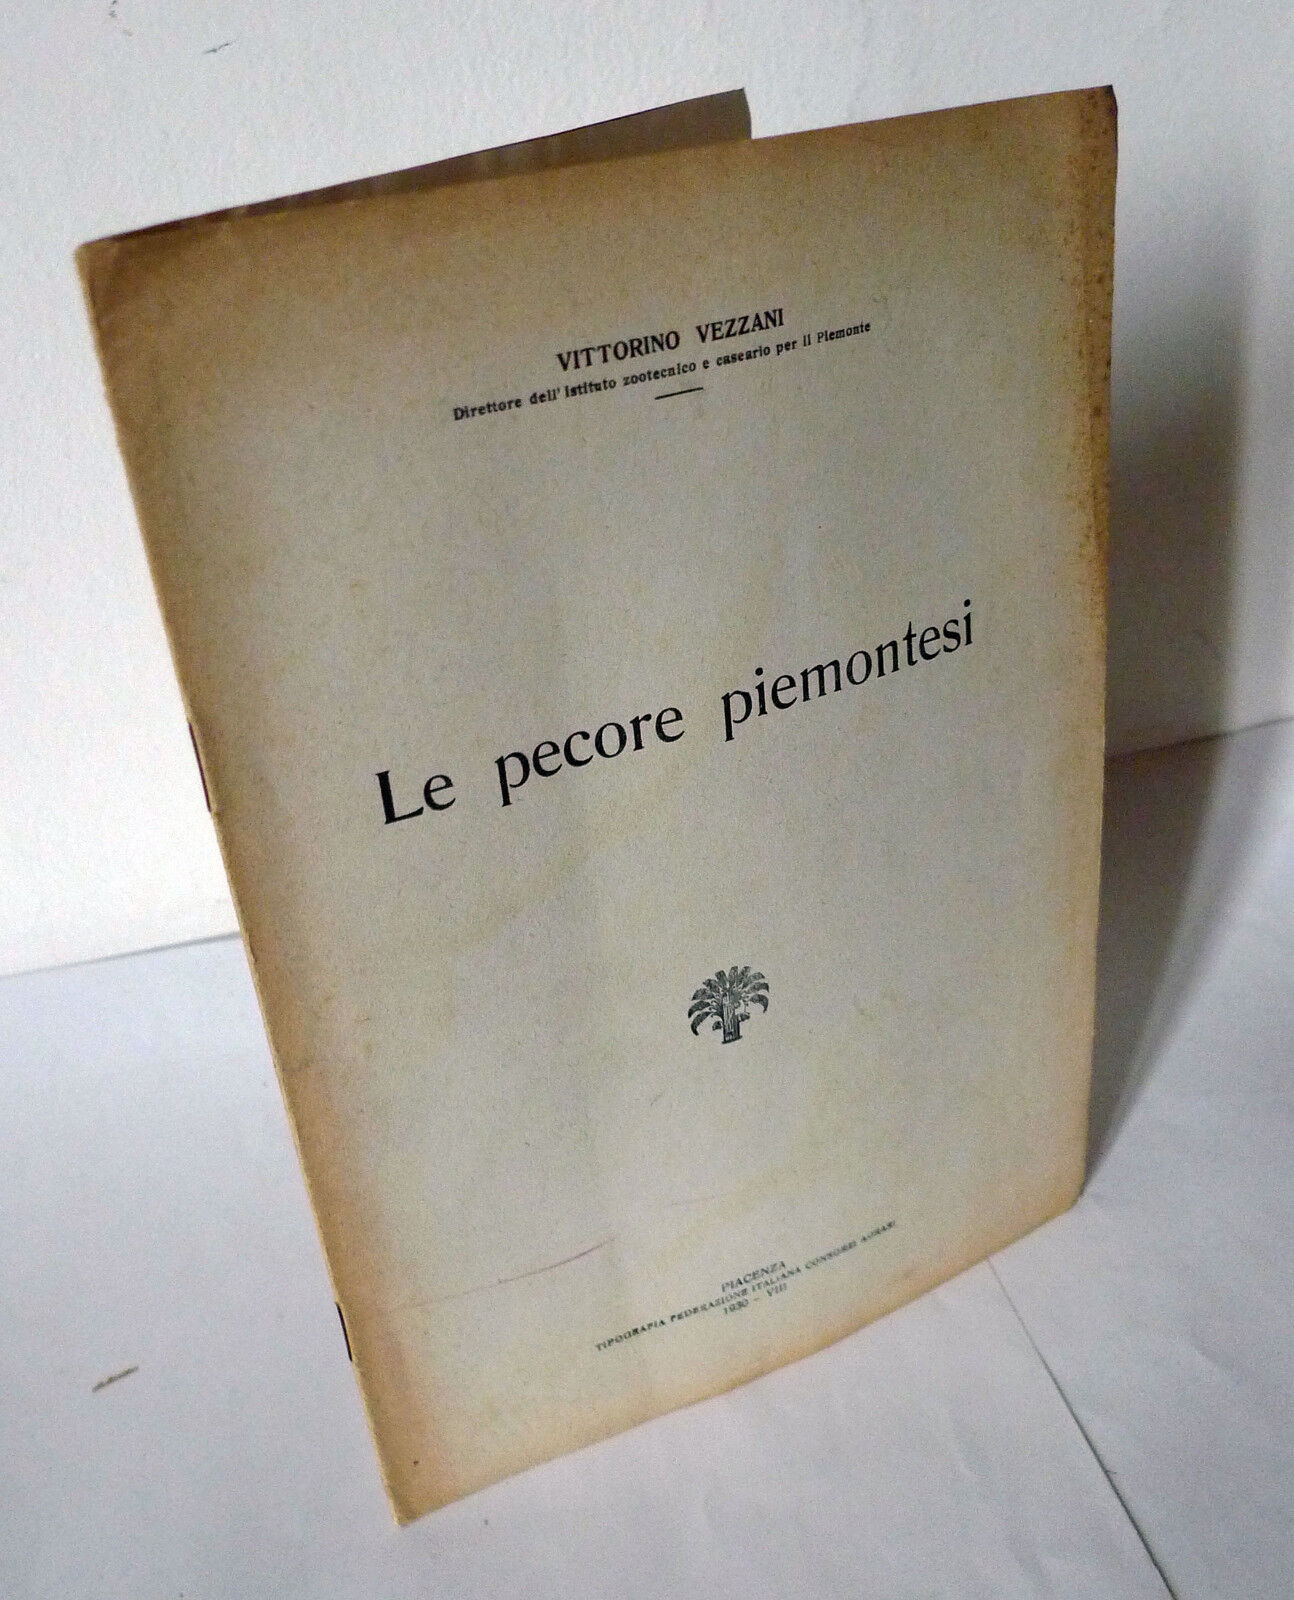 VITTORINO VEZZANI
Direttore dell'Istituto zootecnico e caseario per il Piemonte
Le pecore piemontesi
PIACENZA
TIPOGRAFIA FEDERAZIONE ITALIANA CONSORZI AGRARI
1930 - VIII